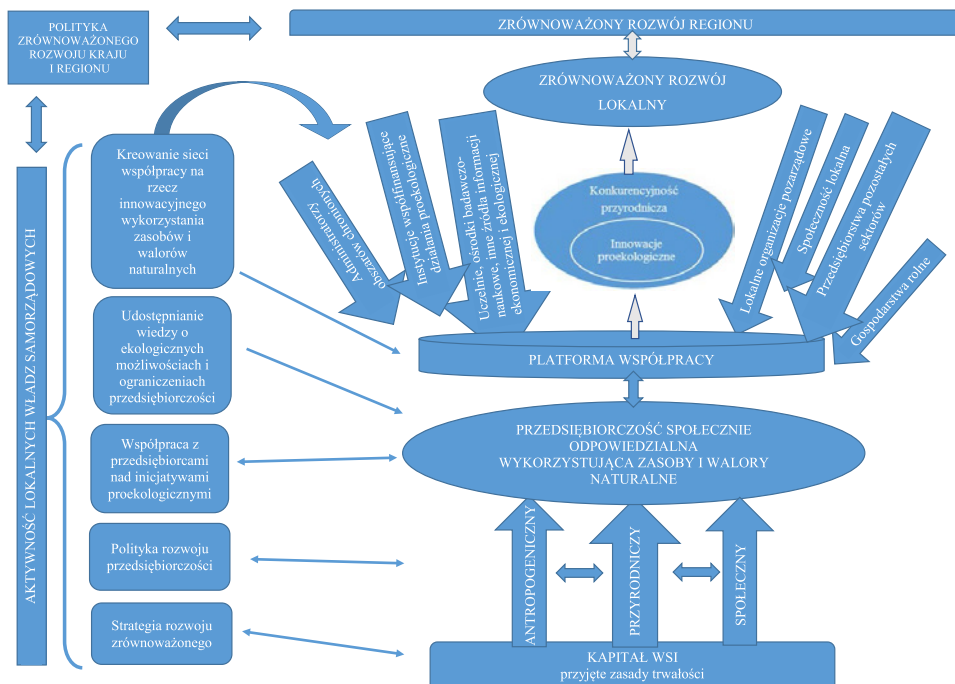 POLITYKA
ZRÓWNOWAŻONEGO
ROZWOJU KRAJU
I REGIONU
ZRÓWNOWAŻONY ROZWÓJ REGIONU
ZRÓWNOWAŻONY ROZWÓJ
LOKALNY
AKTYWNOŚĆ LOKALNYCH WŁADZ SAMORZĄDOWYCH
Kreowanie sieci
współpracy na
rzecz
innowacyjnego
wykorzystania
zasobów i
walorów
naturalnych
Udostępnianie
wiedzy o
ekologicznych
możliwościach i
ograniczeniach
przedsiębiorczości
Współpraca z
przedsiębiorcami
nad inicjatywami
proekologicznymi
Polityka rozwoju
przedsiębiorczości
Strategia rozwoju
zrównoważonego
Administratorzy
obszarów chronionych
Instytucje współfinansujące
działania proekologiczne
Uczelnie, ośrodki badawczo-
naukowe, inne źródła informacji
ekonomicznej i ekologicznej
Konkurencyjność
przyrodnicza
Innowacje
proekologiczne
Lokalne organizacje pozarządowe
Społeczność lokalna
Przedsiębiorstwa pozostałych
sektorów
Gospodarstwa rolne
PLATFORMA WSPÓŁPRACY
PRZEDSIĘBIORCZOŚĆ SPOŁECZNIE
ODPOWIEDZIALNA
WYKORZYSTUJĄCA ZASOBY I WALORY
NATURALNE
ANTROPOGENICZNY
PRZYRODNICZY
SPOŁECZNY
KAPITAŁ WSI
przyjęte zasady trwałości